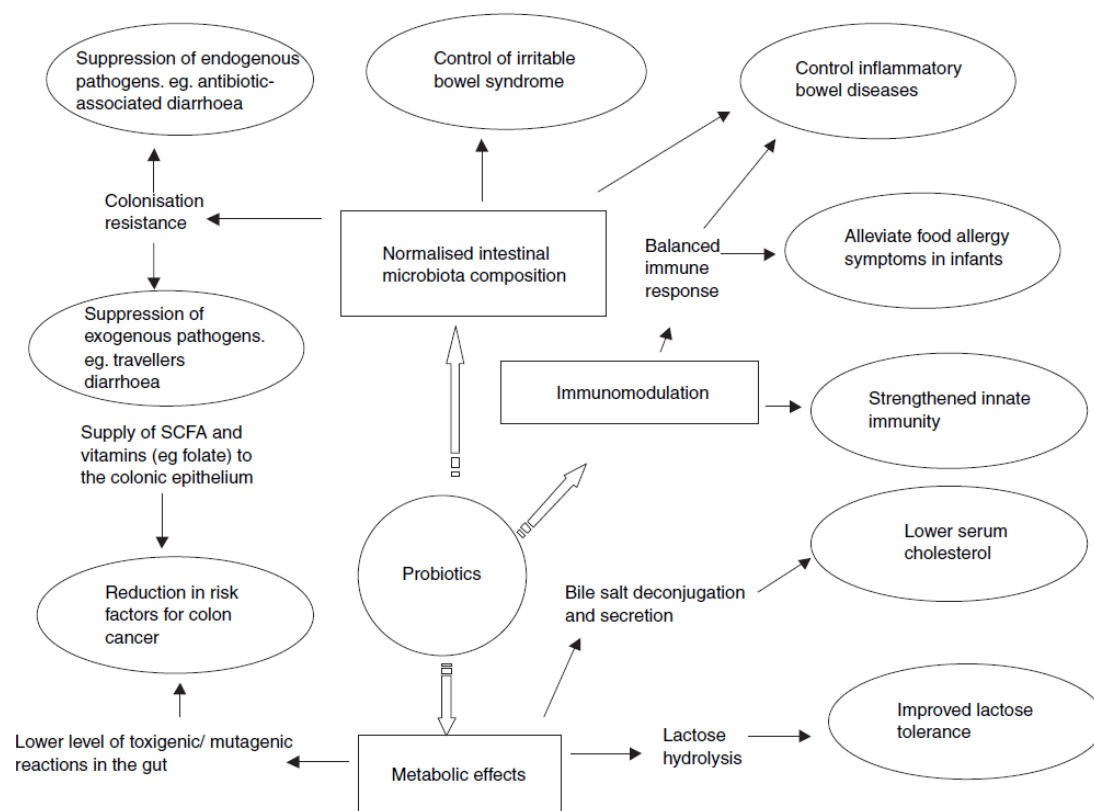 Suppression of endogenous
pathogens. eg. antibiotic-
associated diarrhoea
Control of irritable
bowel syndrome
Control inflammatory
bowel diseases
Colonisation
resistance
Normalised intestinal
microbiota composition
Balanced
immune
response
Alleviate food allergy
symptoms in infants
Suppression of
exogenous pathogens.
eg. travellers
diarrhoea
Immunomodulation
Strengthened innate
immunity
Supply of SCFA and
vitamins (eg folate) to
the colonic epithelium
Lower serum
cholesterol
Probiotics
Bile salt deconjugation
and secretion
Reduction in risk
factors for colon
cancer
Improved lactose
tolerance
Lower level of toxigenic/ mutagenic
reactions in the gut
Metabolic effects
Lactose
hydrolysis